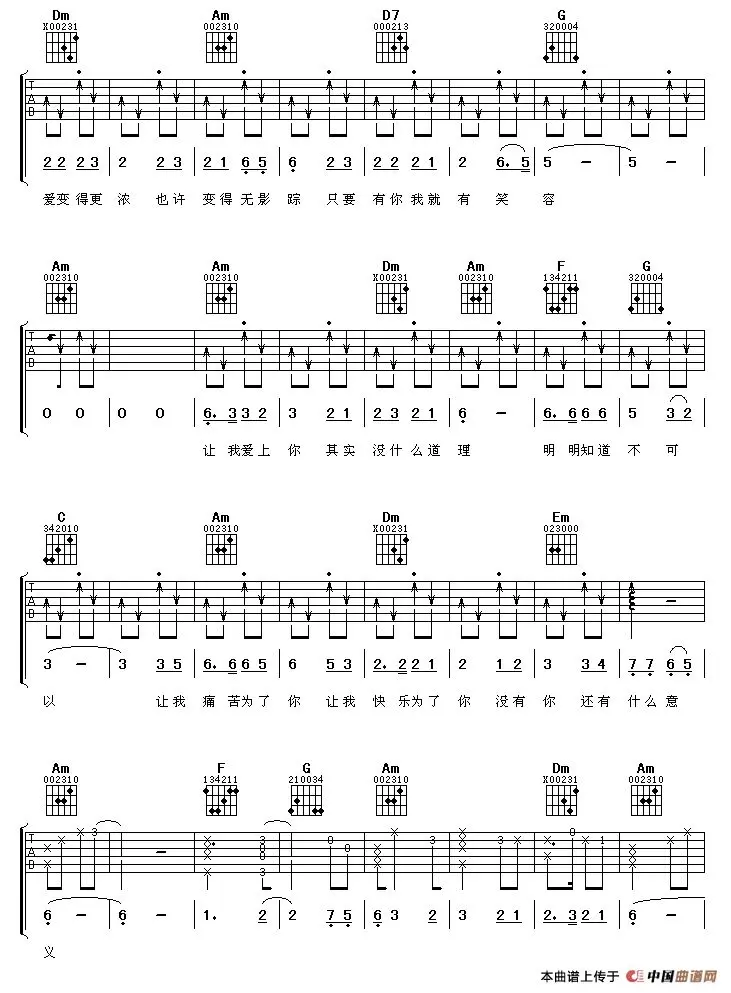 Dm Am D7 G
X00231 002310 000213 320004
T
A
B
2 2 2 3 2 2 3 2 1 6 5 6 2 3 2 2 2 1 2 6. 5 5 - 5 -
爱变得更 浓 也许 变得无影 踪 只要 有你我就 有 笑 容
Am Am Dm Am F G
002310 002310 X00231 002310 134211 320004
T
A
B
0 0 0 0 0 6. 3 3 2 3 2 1 2 3 2 1 6 - 6. 6 6 6 5 3 2
让 我爱上 你 其实 没什么道 理 明 明知道 不 可
C Am Dm Em
342010 002310 X00231 023000
T
A
B
-
3 - 3 3 5 6. 6 6 5 6 5 3 2. 2 2 1 2 1 2 3 3 4 7 7 6 5
以 让我 痛 苦为了 你 让我 快 乐为了 你 没有 你 还有 什么意
Am F G Am Dm Am
002310 134211 210034 002310 X00231 002310
T
A
B
3 - 3 0 3 0 0 3 3 1 0 1
6 - 6 - 1. 2 2 7 5 6 3 2 3 2 1 2. 3 2 1 6 -
义
本曲谱上传于 中国曲谱网